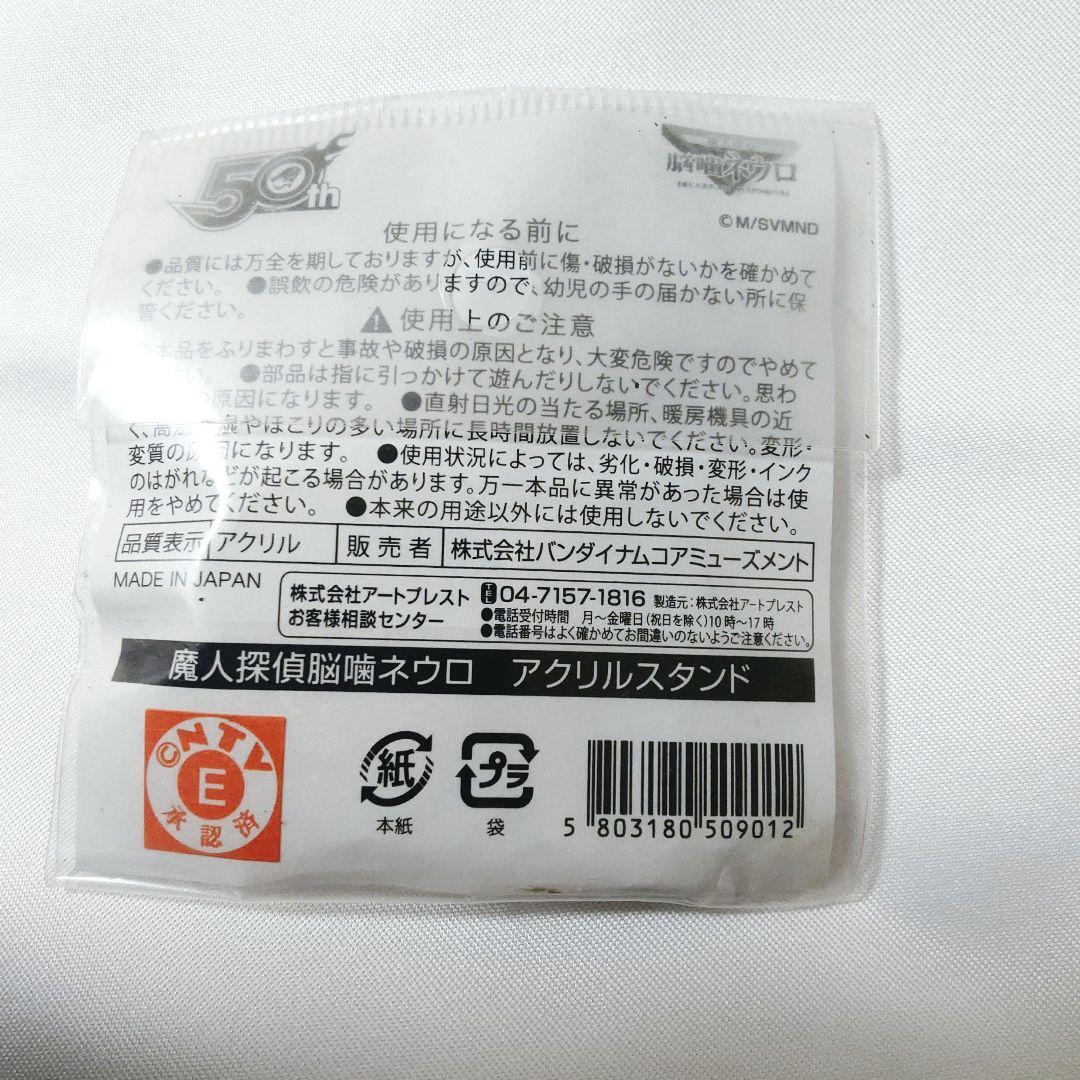 50th
脳噛ネウロ
©M/SVMND
使用になる前に
●品質には万全を期しておりますが、使用前に傷・破損がないかを確かめて
ください。 ●誤飲の危険がありますので、幼児の手の届かない所に保
管ください。
使用上のご注意
●本品をふりまわすと事故や破損の原因となり、大変危険ですのでやめて
い。 ●部品は指に引っかけて遊んだりしないでください。思わ
の原因になります。 ●直射日光の当たる場所、暖房機具の近
く、高温 湿やほこりの多い場所に長時間放置しないでください。変形・
変質の原因になります。 ●使用状況によっては、劣化・破損・変形・インク
のはがれなどが起こる場合があります。万一本品に異常があった場合は使
用をやめてください。 ●本来の用途以外には使用しないでください。
品質表示 アクリル 販売者 株式会社バンダイナムコアミューズメント
MADE IN JAPAN
株式会社アートプレスト
お客様相談センター
TEL 04-7157-1816 製造元:株式会社アートプレスト
●電話受付時間 月~金曜日(祝日を除く)10時~17時
●電話番号はよく確かめてお間違いのないようご注意ください。
魔人探偵脳噛ネウロ アクリルスタンド
©NTV
E
承認済
紙
本紙
プラ
袋
5 803180 509012